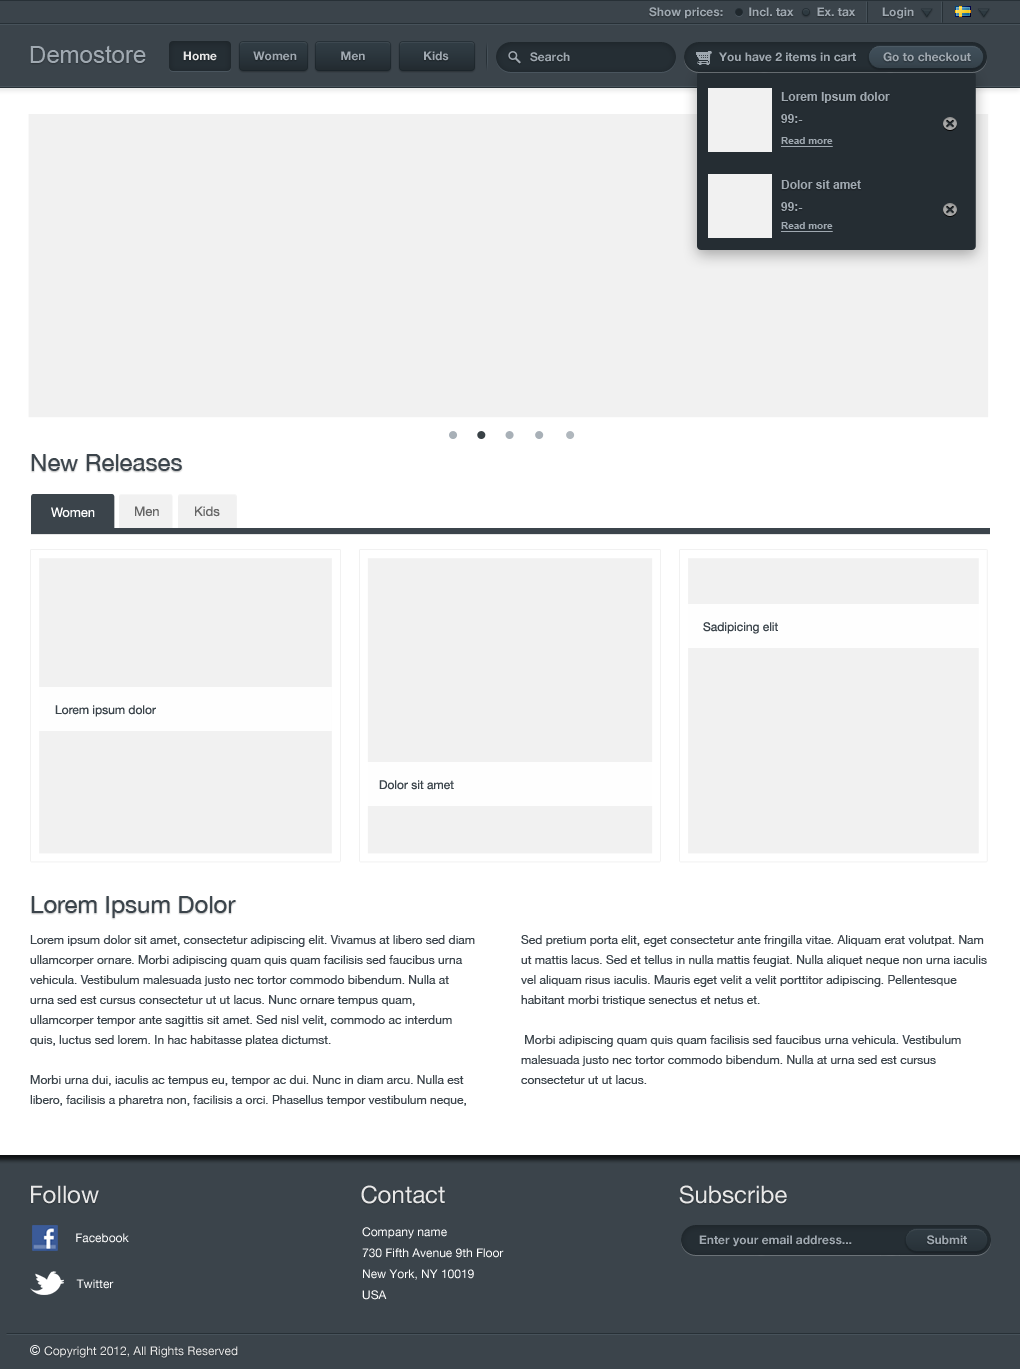 Show prices: Incl. tax Ex. tax Login
Demostore Home Women Men Kids Search You have 2 items in cart Go to checkout
Lorem Ipsum dolor
99:-
Read more
Dolor sit amet
99:-
Read more
New Releases
Women Men Kids
Lorem ipsum dolor
Dolor sit amet
Sadipicing elit
Lorem Ipsum Dolor
Lorem ipsum dolor sit amet, consectetur adipiscing elit. Vivamus at libero sed diam
ullamcorper ornare. Morbi adipiscing quam quis quam facilisis sed faucibus urna
vehicula. Vestibulum malesuada justo nec tortor commodo bibendum. Nulla at
urna sed est cursus consectetur ut ut lacus. Nunc ornare tempus quam,
ullamcorper tempor ante sagittis sit amet. Sed nisl velit, commodo ac interdum
quis, luctus sed lorem. In hac habitasse platea dictumst.
Morbi urna dui, iaculis ac tempus eu, tempor ac dui. Nunc in diam arcu. Nulla est
libero, facilisis a pharetra non, facilisis a orci. Phasellus tempor vestibulum neque,
Sed pretium porta elit, eget consectetur ante fringilla vitae. Aliquam erat volutpat. Nam
ut mattis lacus. Sed et tellus in nulla mattis feugiat. Nulla aliquet neque non urna iaculis
vel aliquam risus iaculis. Mauris eget velit a velit porttitor adipiscing. Pellentesque
habitant morbi tristique senectus et netus et.
Morbi adipiscing quam quis quam facilisis sed faucibus urna vehicula. Vestibulum
malesuada justo nec tortor commodo bibendum. Nulla at urna sed est cursus
consectetur ut ut lacus.
Follow
Facebook
Twitter
Contact
Company name
730 Fifth Avenue 9th Floor
New York, NY 10019
USA
Subscribe
Enter your email address... Submit
© Copyright 2012, All Rights Reserved